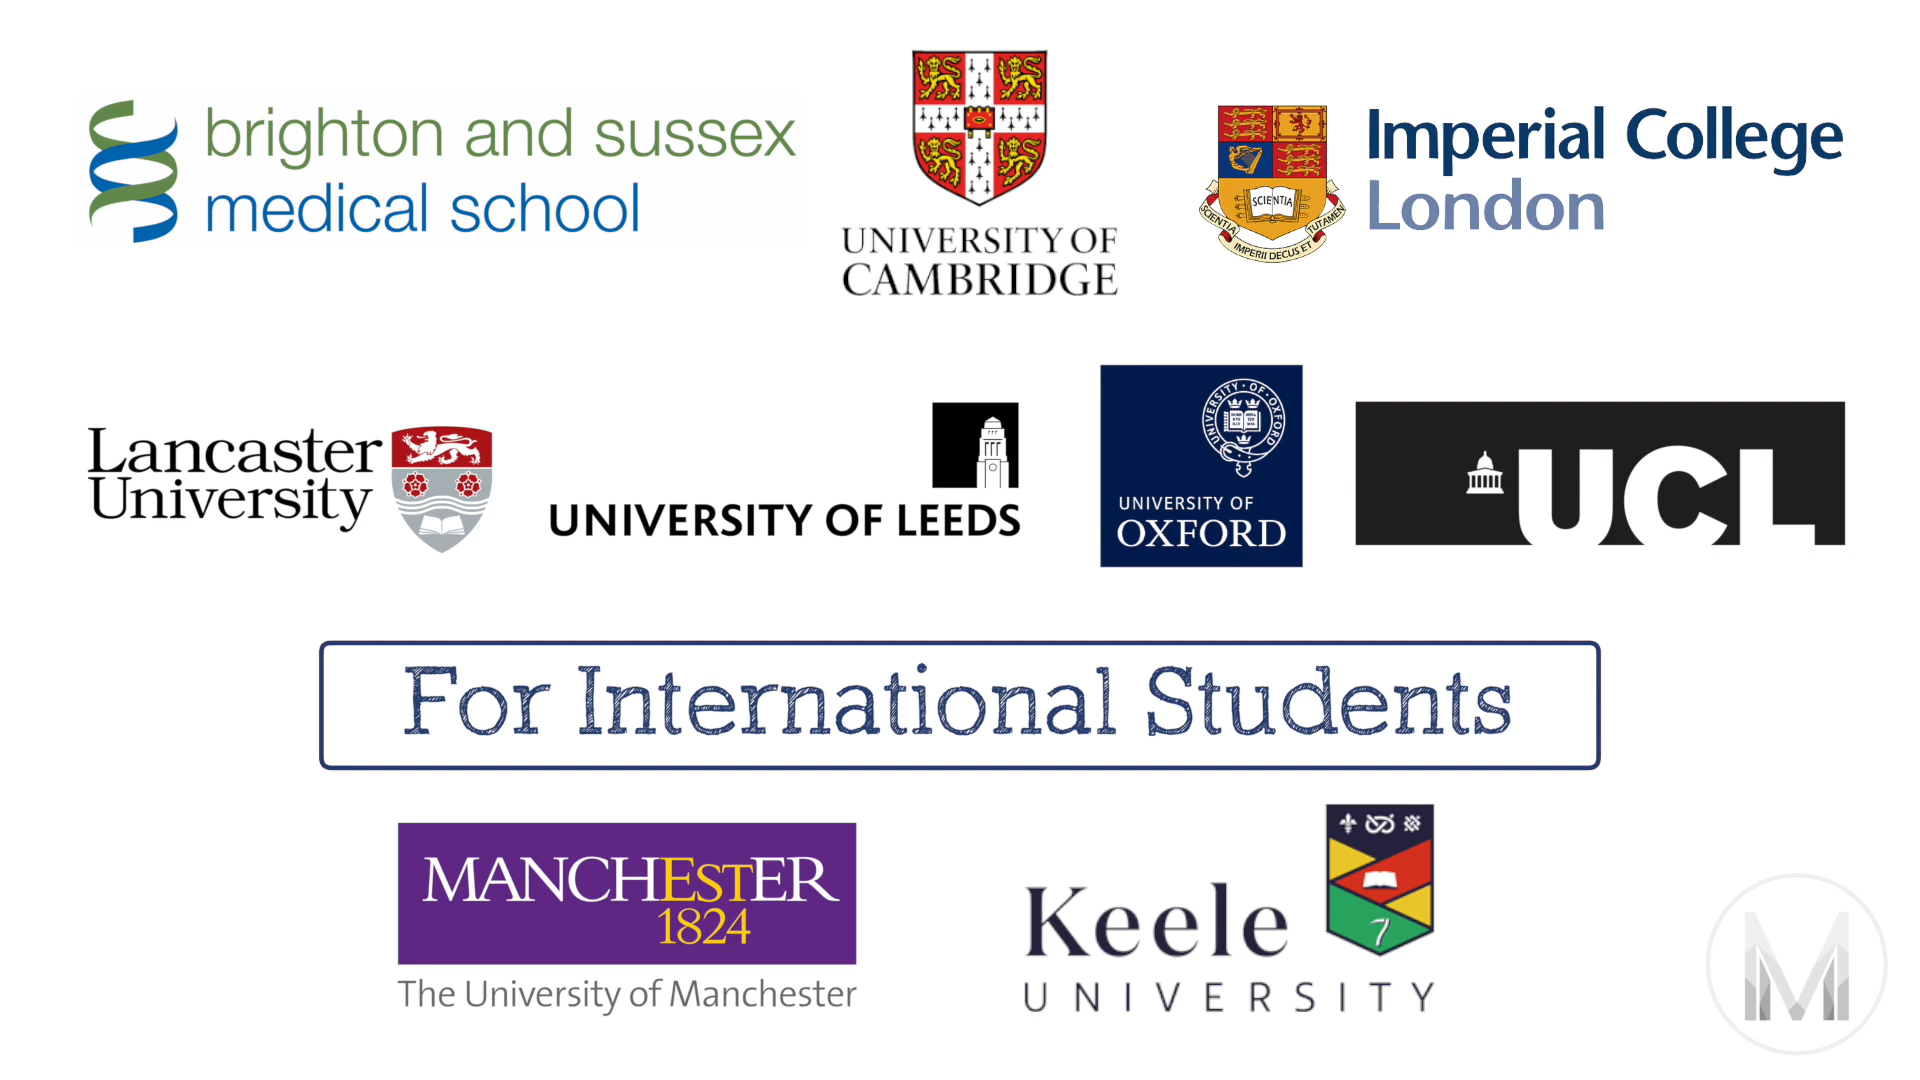 brighton and sussex
medical school
UNIVERSITY OF
CAMBRIDGE
SCIENTIA
SCIENTIA IMPERII DECUS ET TUTAMEN
Imperial College
London
Lancaster
University
UNIVERSITY OF LEEDS
UNIVERSITY · OF · OXFORD
UNIVERSITY OF
OXFORD
UCL
For International Students
MANCHESTER
1824
The University of Manchester
Keele
UNIVERSITY
M